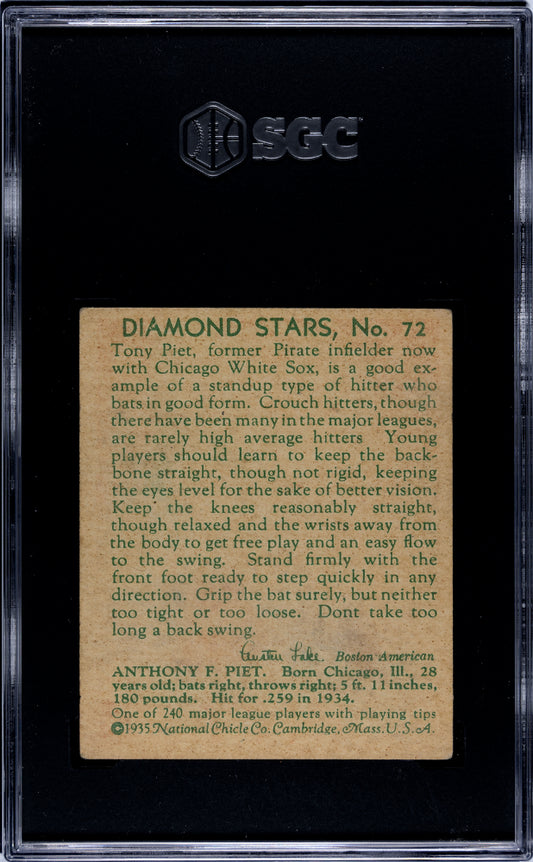 SGC
DIAMOND STARS, No. 72
Tony Piet, former Pirate infielder now
with Chicago White Sox, is a good ex-
ample of a standup type of hitter who
bats in good form. Crouch hitters, though
there have been many in the major leagues,
are rarely high average hitters Young
players should learn to keep the back-
bone straight, though not rigid, keeping
the eyes level for the sake of better vision.
Keep the knees reasonably straight,
though relaxed and the wrists away from
the body to get free play and an easy flow
to the swing. Stand firmly with the
front foot ready to step quickly in any
direction. Grip the bat surely, but neither
too tight or too loose. Dont take too
long a back swing.
Austen Lake Boston American
ANTHONY F. PIET. Born Chicago, Ill., 28
years old; bats right, throws right; 5 ft. 11 inches,
180 pounds. Hit for .259 in 1934.
One of 240 major league players with playing tips
©1935 National Chicle Co. Cambridge, Mass. U.S.A.